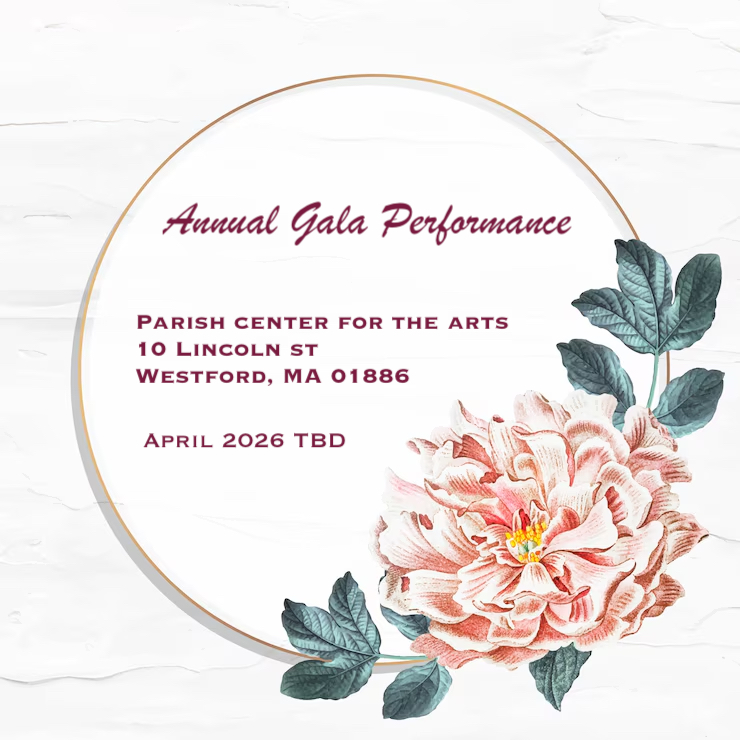 Annual Gala Performance
Parish center for the arts
10 Lincoln st
Westford, MA 01886
April 2026 TBD